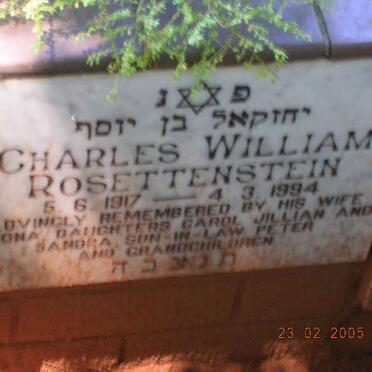 פ ✡ נ
יחזקאל בן יוסף
CHARLES WILLIAM
ROSETTENSTEIN
5.6.1917 — 4.3.1994
LOVINGLY REMEMBERED BY HIS WIFE
ONA, DAUGHTERS CAROL, JILLIAN AND
SANDRA, SON-IN-LAW PETER
AND GRANDCHILDREN
ת נ צ ב ה
23 02 2005